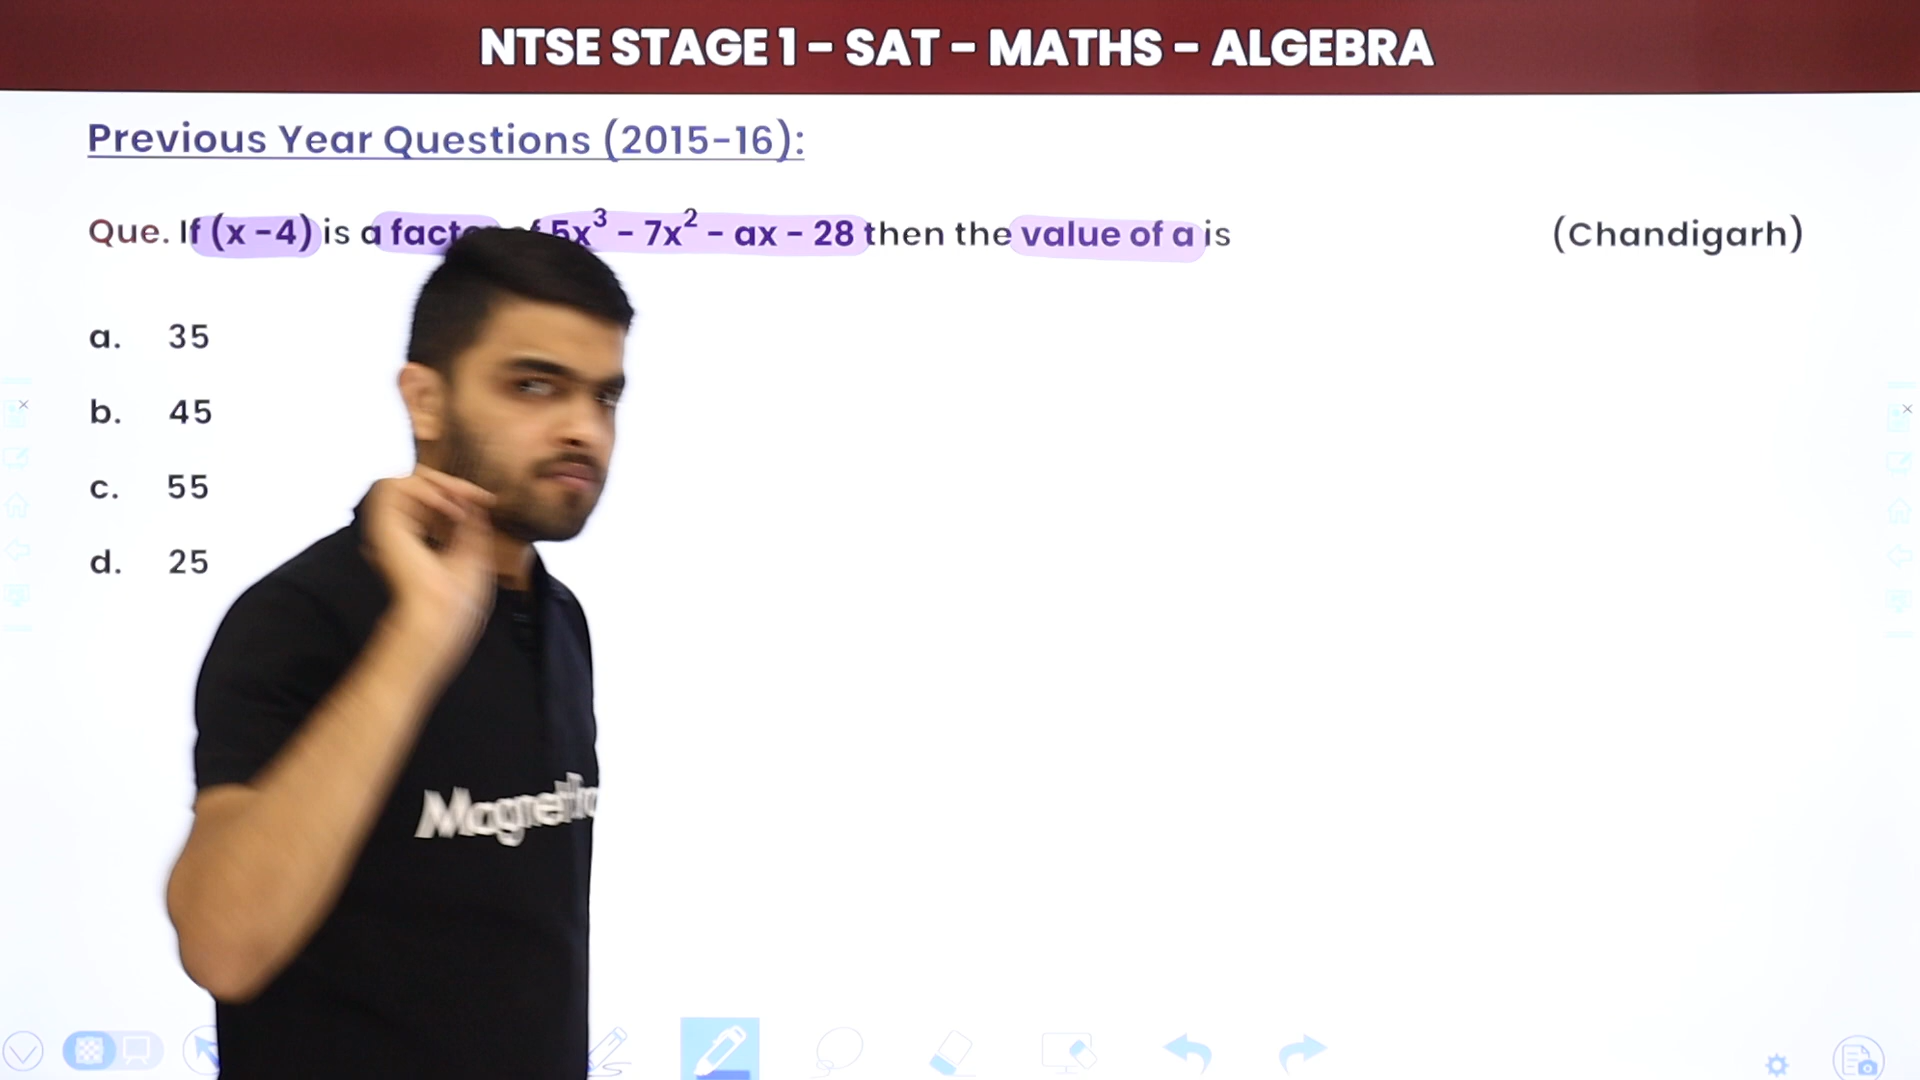 NTSE STAGE 1 – SAT – MATHS – ALGEBRA
Previous Year Questions (2015-16):
Que. If (x -4) is a fact f 5x³ - 7x² - ax - 28 then the value of a is (Chandigarh)
a. 35
b. 45
c. 55
d. 25